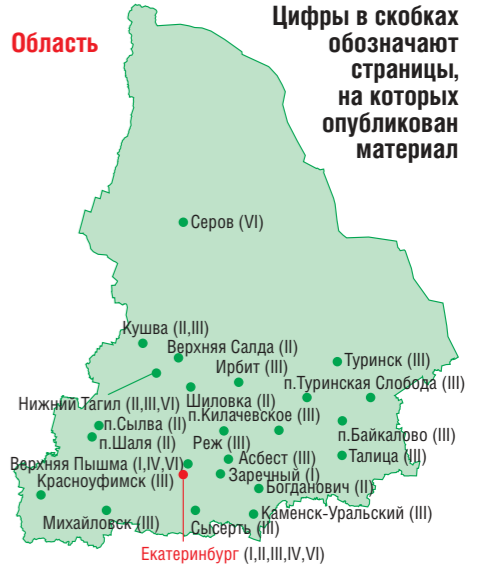 Область
Цифры в скобках
обозначают
страницы,
на которых
опубликован
материал
Серов (VI)
Кушва (II,III)
Верхняя Салда (II)
Ирбит (III)
Туринск (III)
п.Туринская Слобода (III)
Нижний Тагил (II,III,VI)
Шиловка (II)
п.Килачевское (III)
п.Сылва (II)
п.Шаля (II)
Реж (III)
п.Байкалово (III)
Верхняя Пышма (I,IV,VI)
Асбест (III)
Талица (III)
Красноуфимск (III)
Заречный (I)
Богданович (II)
Михайловск (III)
Сысерть (III)
Каменск-Уральский (III)
Екатеринбург (I,II,III,IV,VI)